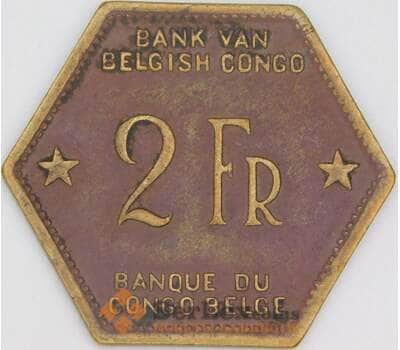 BANK VAN
BELGISH CONGO
2 FR
BANQUE DU
CONGO BELGE